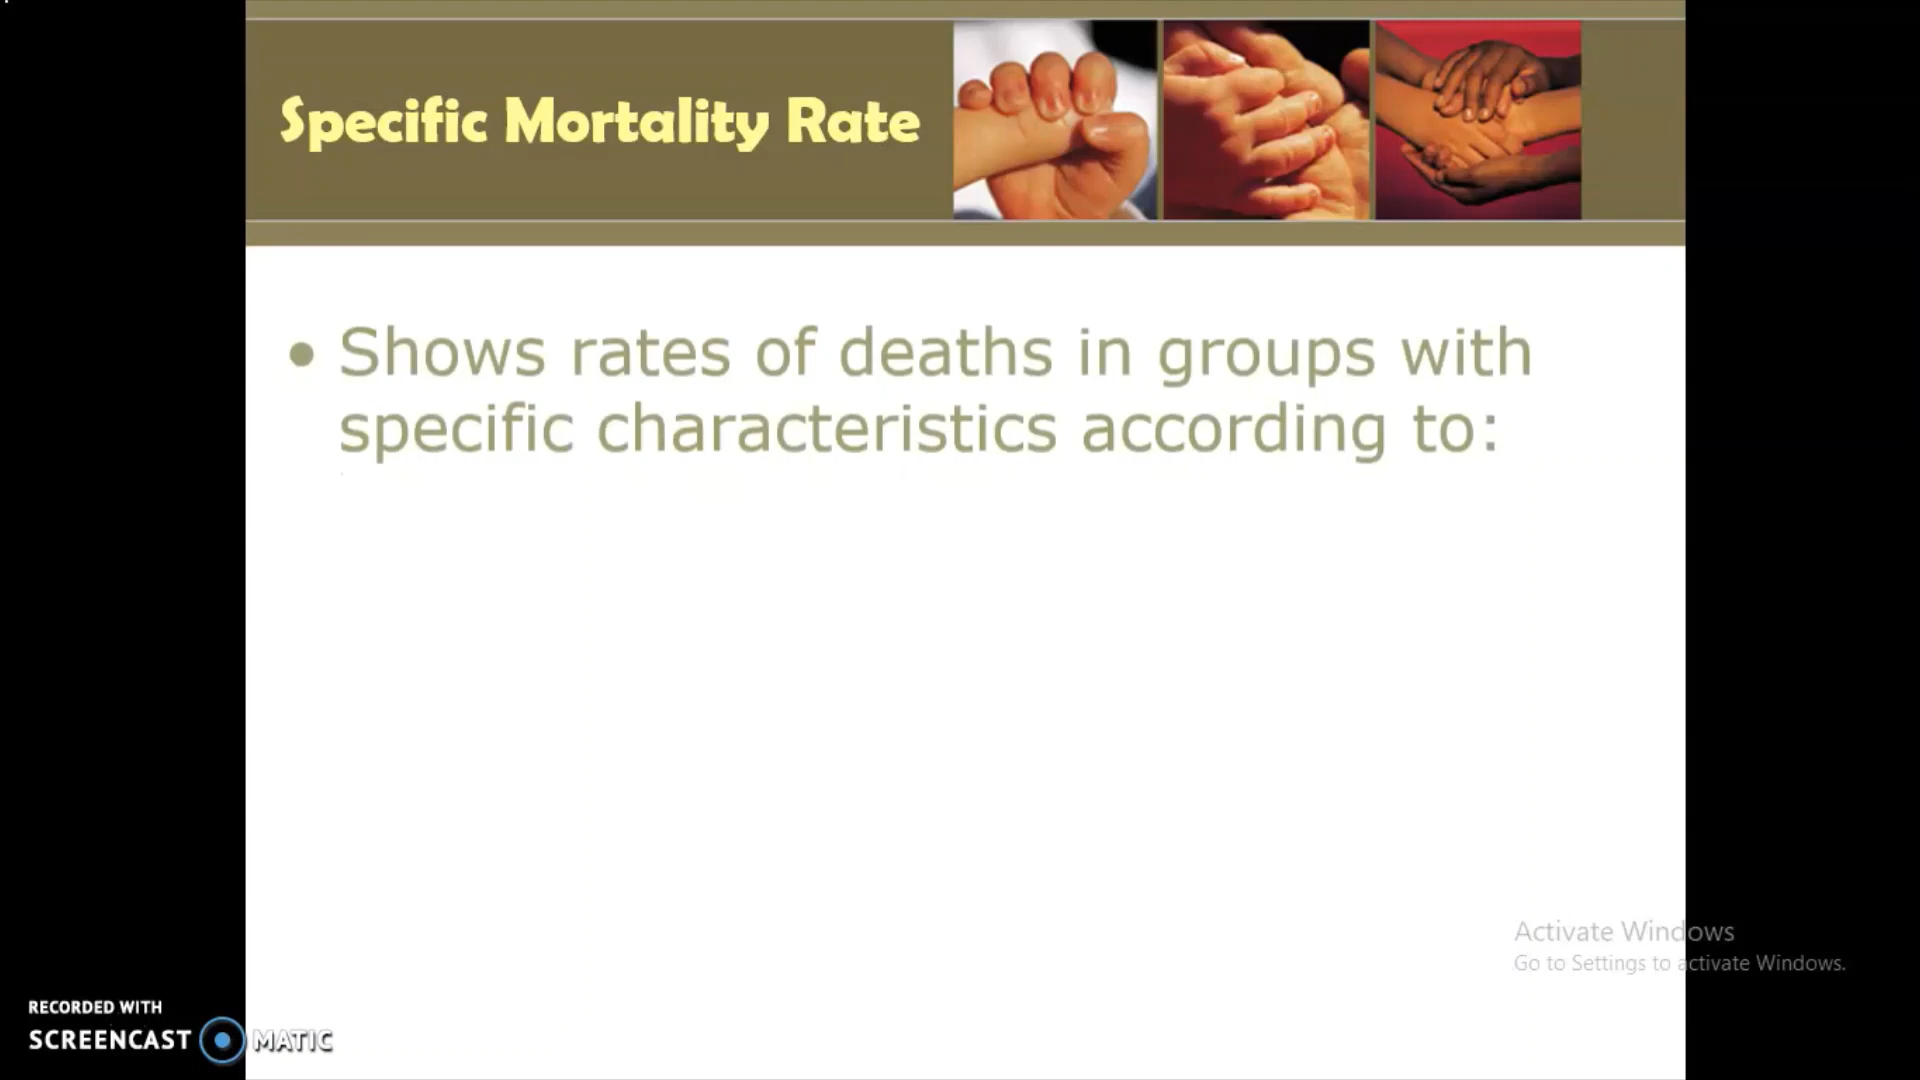 Specific Mortality Rate
• Shows rates of deaths in groups with
specific characteristics according to:
Activate Windows
Go to Settings to activate Windows.
RECORDED WITH
SCREENCAST MATIC